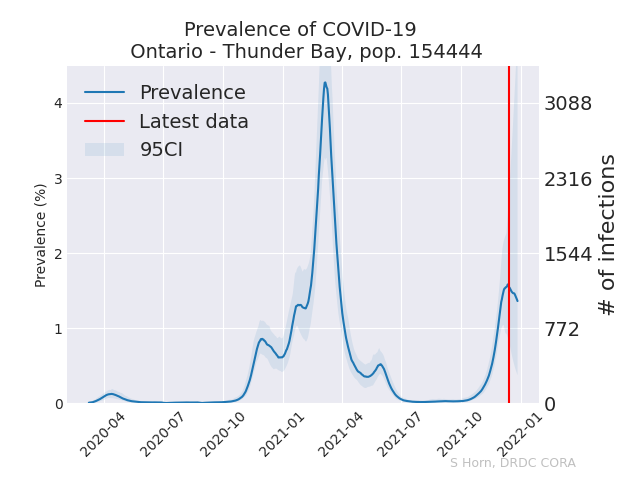 Prevalence of COVID-19
Ontario - Thunder Bay, pop. 154444
Prevalence
Latest data
95CI
Prevalence (%)
4
3
2
1
0
3088
2316
1544
772
0
# of infections
2020-04
2020-07
2020-10
2021-01
2021-04
2021-07
2021-10
2022-01
S Horn, DRDC CORA